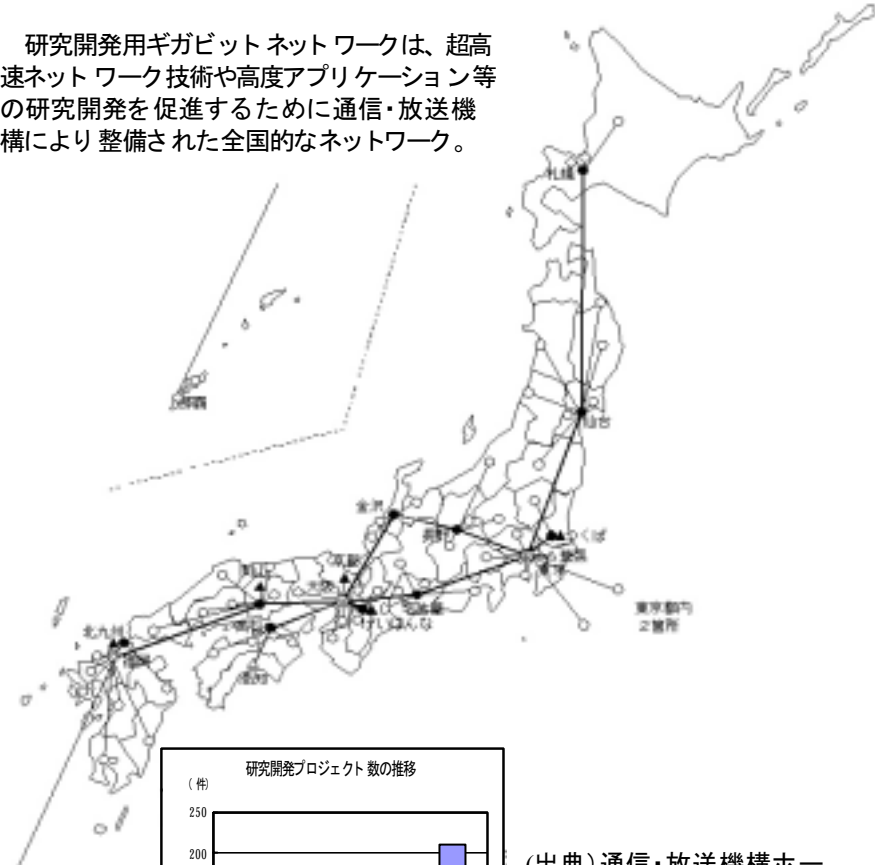 研究開発用ギガビットネットワークは、超高
速ネットワーク技術や高度アプリケーション等
の研究開発を促進するために通信・放送機
構により整備された全国的なネットワーク。
札幌
那覇
仙台
金沢
長野
つくば
東京
京都
岡山
大阪
名古屋
けいはんな
東京都内
2箇所
北九州
福岡
高知
研究開発プロジェクト数の推移
(件)
250
200
(出典)通信・放送機構ホー